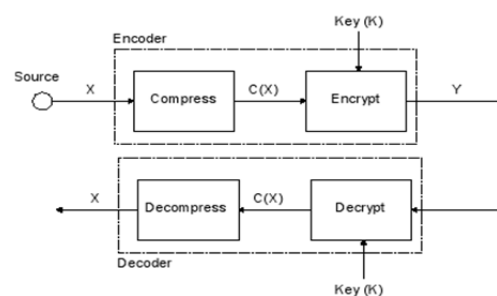 Key (K)
Encoder
Source
X
Compress
C(X)
Encrypt
Y
X
Decompress
C(X)
Decrypt
Decoder
Key (K)